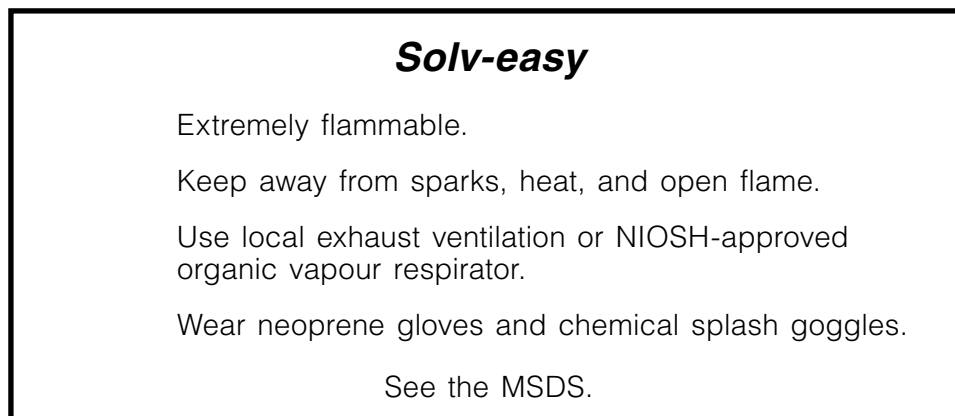 Solv-easy
Extremely flammable.
Keep away from sparks, heat, and open flame.
Use local exhaust ventilation or NIOSH-approved
organic vapour respirator.
Wear neoprene gloves and chemical splash goggles.
See the MSDS.